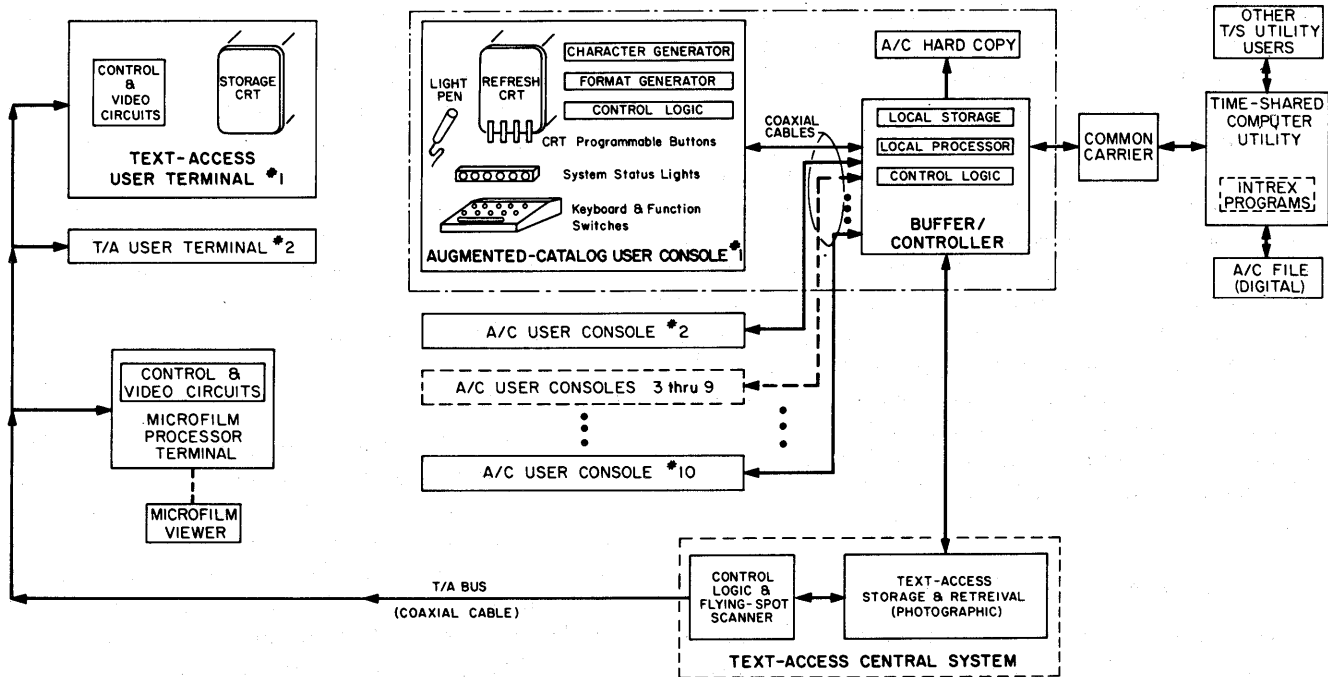 CONTROL
&
VIDEO
CIRCUITS
STORAGE
CRT
TEXT-ACCESS
USER TERMINAL #1
T/A USER TERMINAL #2
CONTROL &
VIDEO CIRCUITS
MICROFILM
PROCESSOR
TERMINAL
MICROFILM
VIEWER
LIGHT
PEN
REFRESH
CRT
CHARACTER GENERATOR
FORMAT GENERATOR
CONTROL LOGIC
CRT Programmable Buttons
System Status Lights
Keyboard & Function
Switches
AUGMENTED-CATALOG USER CONSOLE #1
COAXIAL
CABLES
A/C HARD COPY
LOCAL STORAGE
LOCAL PROCESSOR
CONTROL LOGIC
BUFFER/
CONTROLLER
COMMON
CARRIER
OTHER
T/S UTILITY
USERS
TIME-SHARED
COMPUTER
UTILITY
INTREX
PROGRAMS
A/C FILE
(DIGITAL)
A/C USER CONSOLE #2
A/C USER CONSOLES 3 thru 9
A/C USER CONSOLE #10
T/A BUS
(COAXIAL CABLE)
CONTROL
LOGIC &
FLYING-SPOT
SCANNER
TEXT-ACCESS
STORAGE & RETREIVAL
(PHOTOGRAPHIC)
TEXT-ACCESS CENTRAL SYSTEM